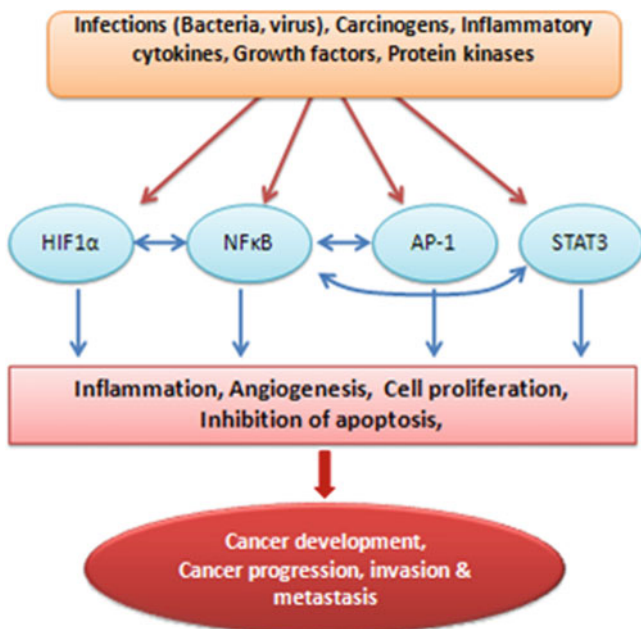 Infections (Bacteria, virus), Carcinogens, Inflammatory
cytokines, Growth factors, Protein kinases
HIF1α
NFκB
AP-1
STAT3
Inflammation, Angiogenesis, Cell proliferation,
Inhibition of apoptosis,
Cancer development,
Cancer progression, invasion &
metastasis